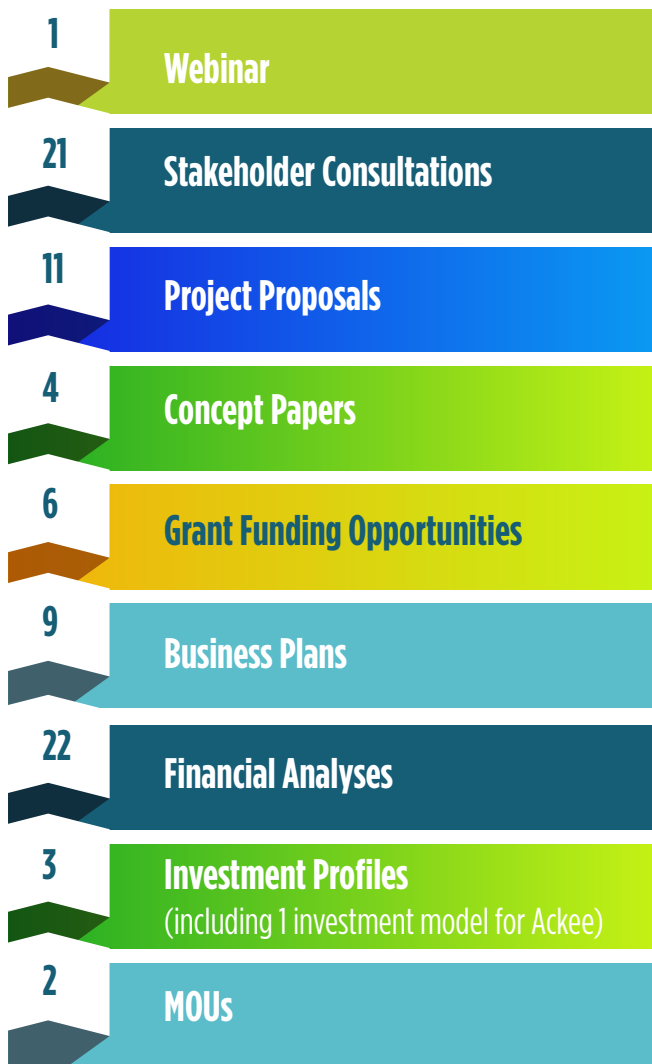 1
Webinar
21
Stakeholder Consultations
11
Project Proposals
4
Concept Papers
6
Grant Funding Opportunities
9
Business Plans
22
Financial Analyses
3
Investment Profiles
(including 1 investment model for Ackee)
2
MOUs